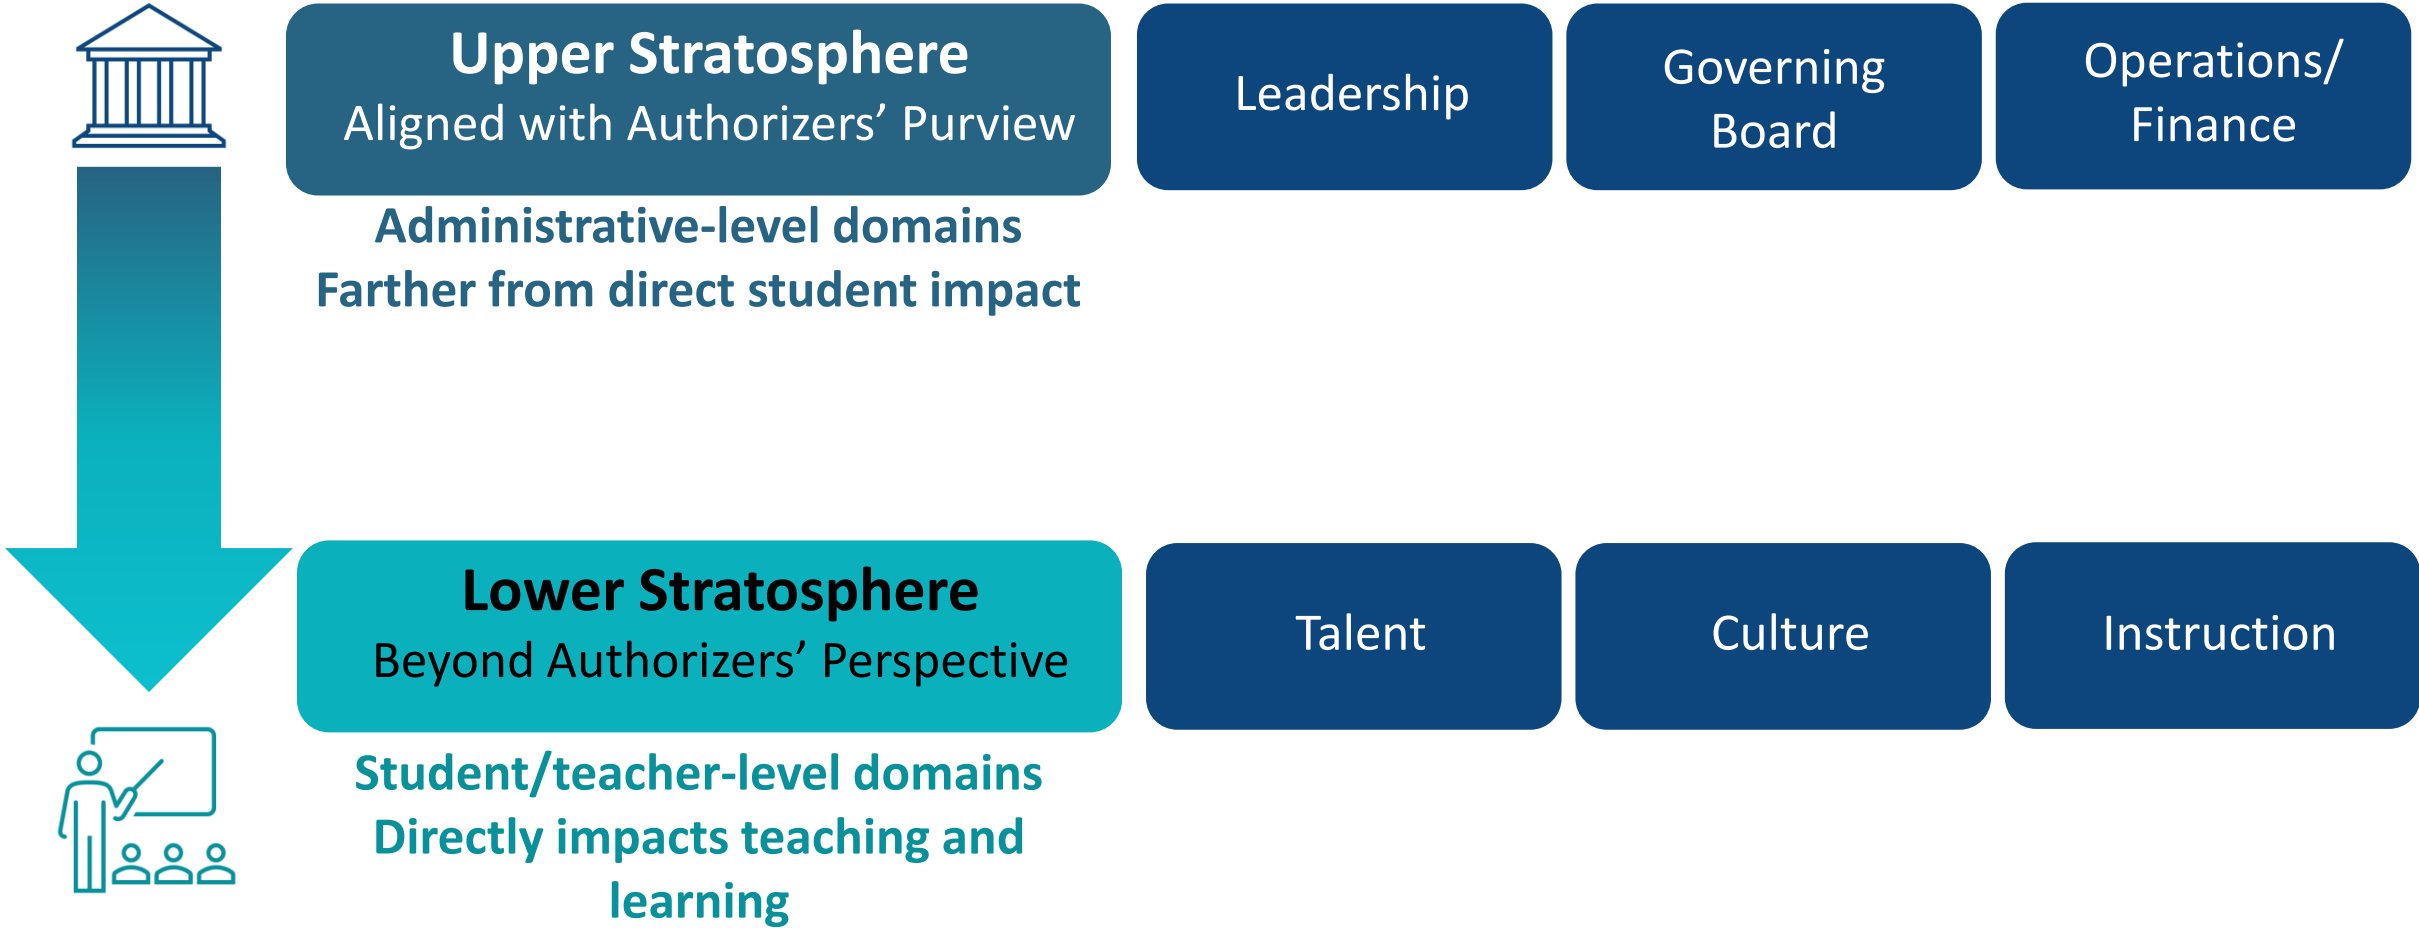 Upper Stratosphere
Aligned with Authorizers’ Purview
Leadership
Governing
Board
Operations/
Finance
Administrative-level domains
Farther from direct student impact
Lower Stratosphere
Beyond Authorizers’ Perspective
Talent
Culture
Instruction
Student/teacher-level domains
Directly impacts teaching and
learning